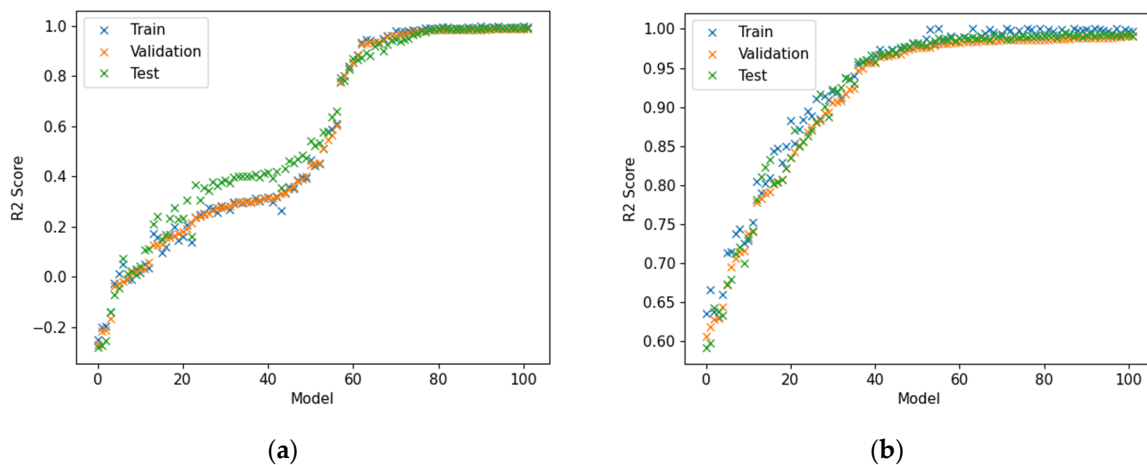 1.0
0.8
0.6
0.4
0.2
0.0
−0.2
R2 Score
Train
Validation
Test
0 20 40 60 80 100
Model
(a)
1.00
0.95
0.90
0.85
0.80
0.75
0.70
0.65
0.60
R2 Score
Train
Validation
Test
0 20 40 60 80 100
Model
(b)